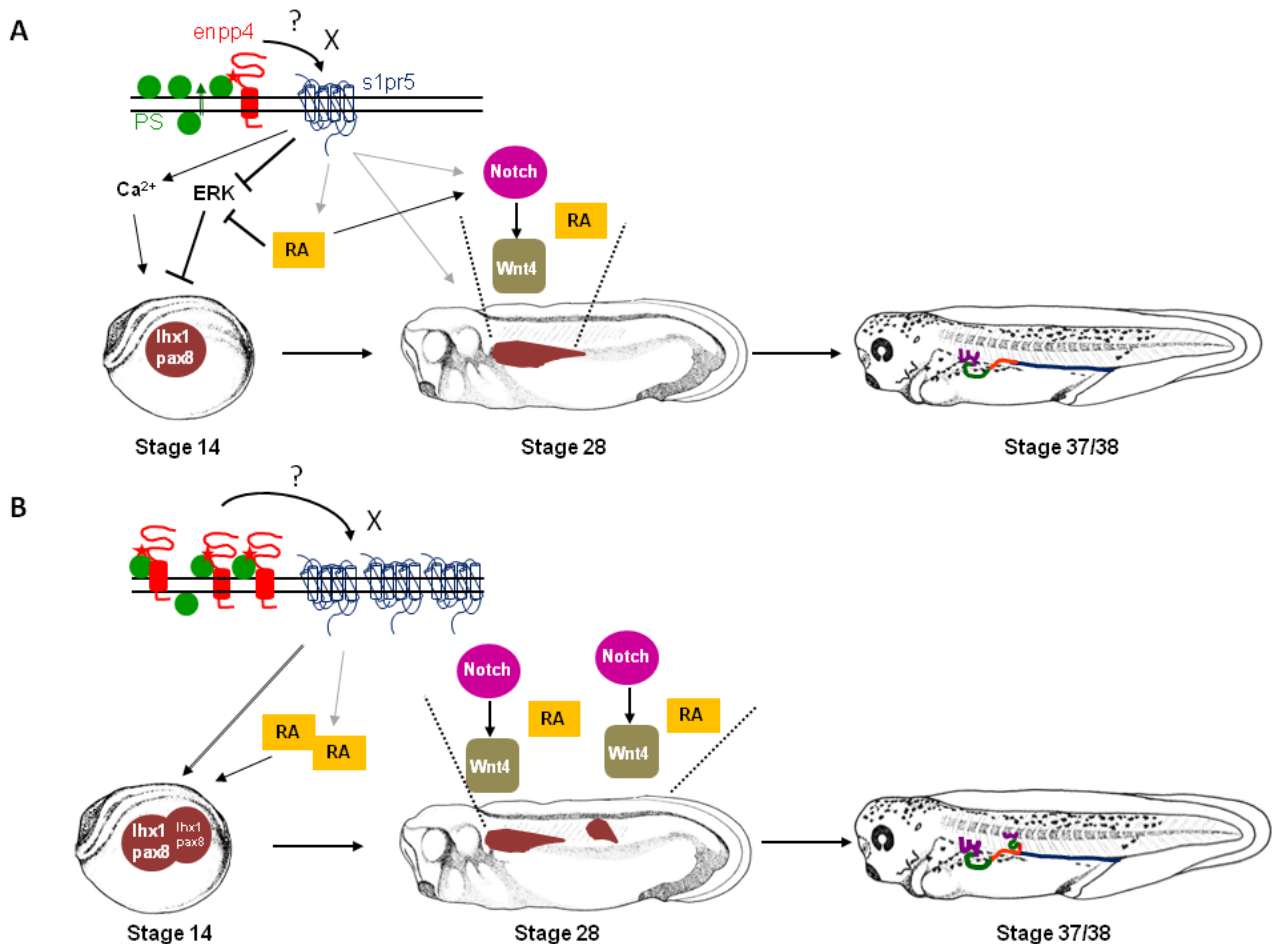 A
?
enpp4
X
s1pr5
PS
Notch
Ca²⁺
ERK
RA
RA
Wnt4
lhx1
pax8
Stage 14
Stage 28
Stage 37/38
?
B
X
Notch
Notch
RA
RA
RA
RA
Wnt4
Wnt4
lhx1
pax8
lhx1
pax8
Stage 14
Stage 28
Stage 37/38